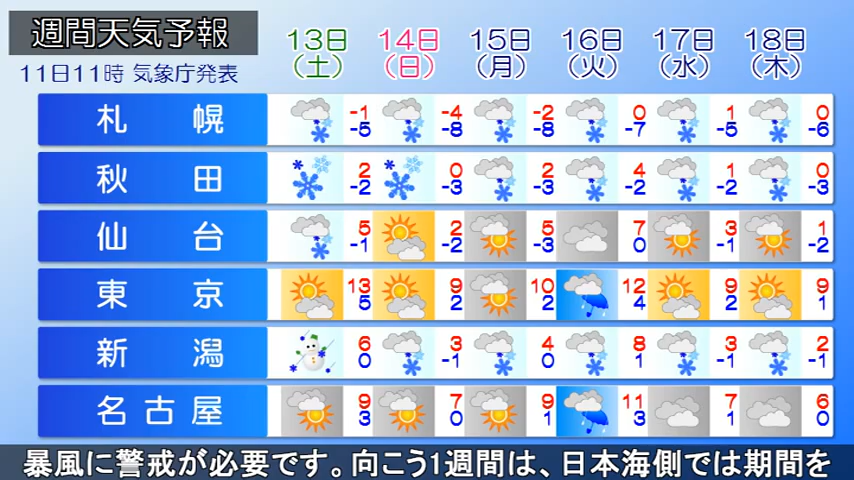 週間天気予報
11日11時 気象庁発表
13日 14日 15日 16日 17日 18日
(土) (日) (月) (火) (水) (木)
札幌 -1 -5 -4 -8 -2 -8 0 -7 1 -5 0 -6
秋田 2 -2 0 -3 2 -3 4 -2 1 -2 0 -3
仙台 5 -1 2 -2 5 -3 7 0 3 -1 1 -2
東京 13 5 9 2 10 2 12 4 9 2 9 1
新潟 6 0 3 -1 4 0 8 1 3 -1 2 -1
名古屋 9 3 7 0 9 1 11 3 7 1 6 0
暴風に警戒が必要です。向こう1週間は、日本海側では期間を